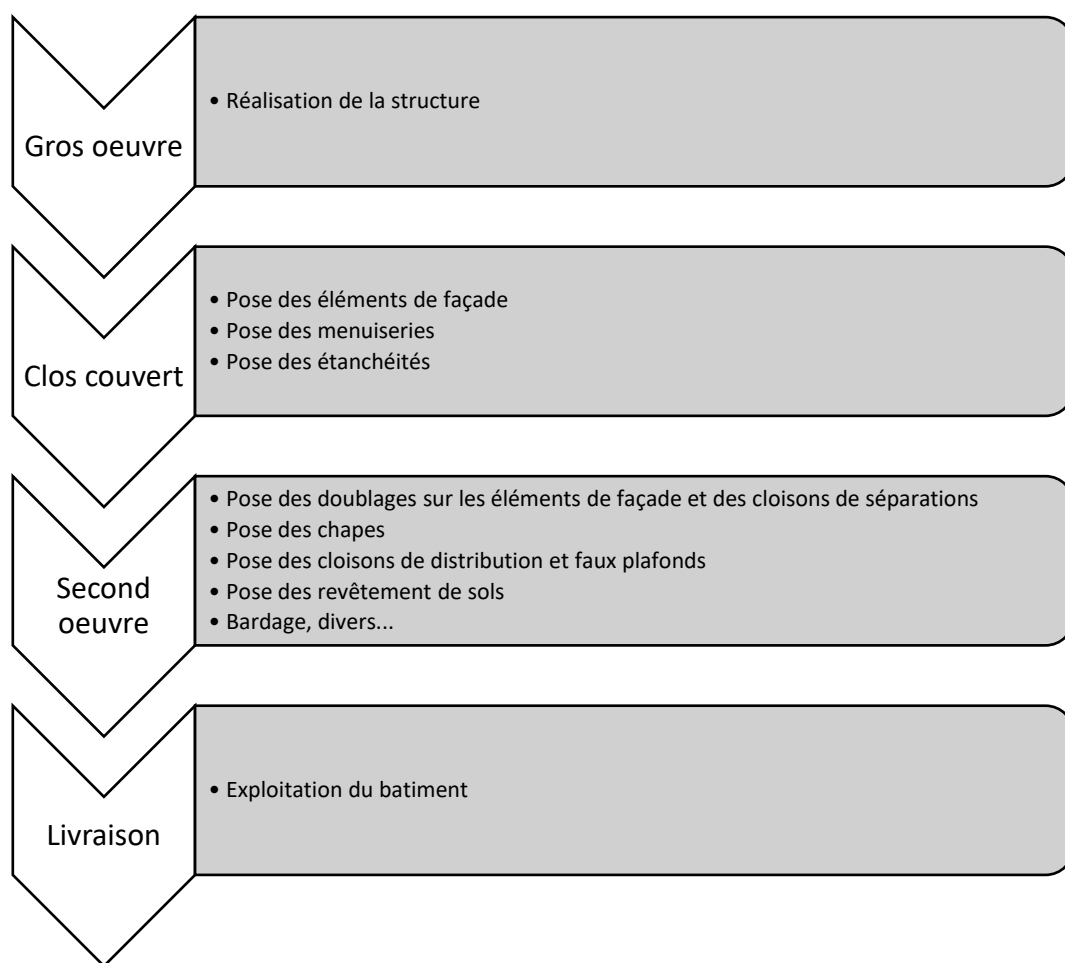 Gros oeuvre
• Réalisation de la structure
Clos couvert
• Pose des éléments de façade
• Pose des menuiseries
• Pose des étanchéités
Second
oeuvre
• Pose des doublages sur les éléments de façade et des cloisons de séparations
• Pose des chapes
• Pose des cloisons de distribution et faux plafonds
• Pose des revêtement de sols
• Bardage, divers...
Livraison
• Exploitation du batiment